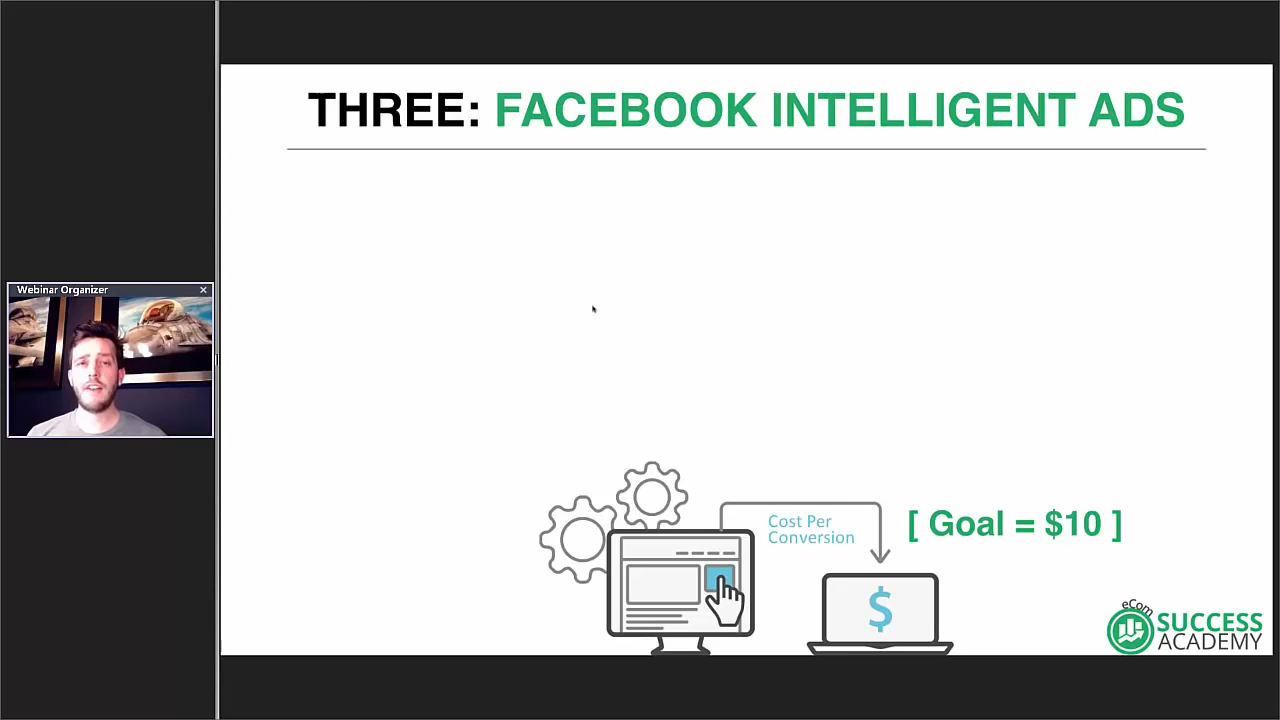 THREE: FACEBOOK INTELLIGENT ADS
Webinar Organizer
Cost Per
Conversion
[ Goal = $10 ]
$
eCom
SUCCESS
ACADEMY